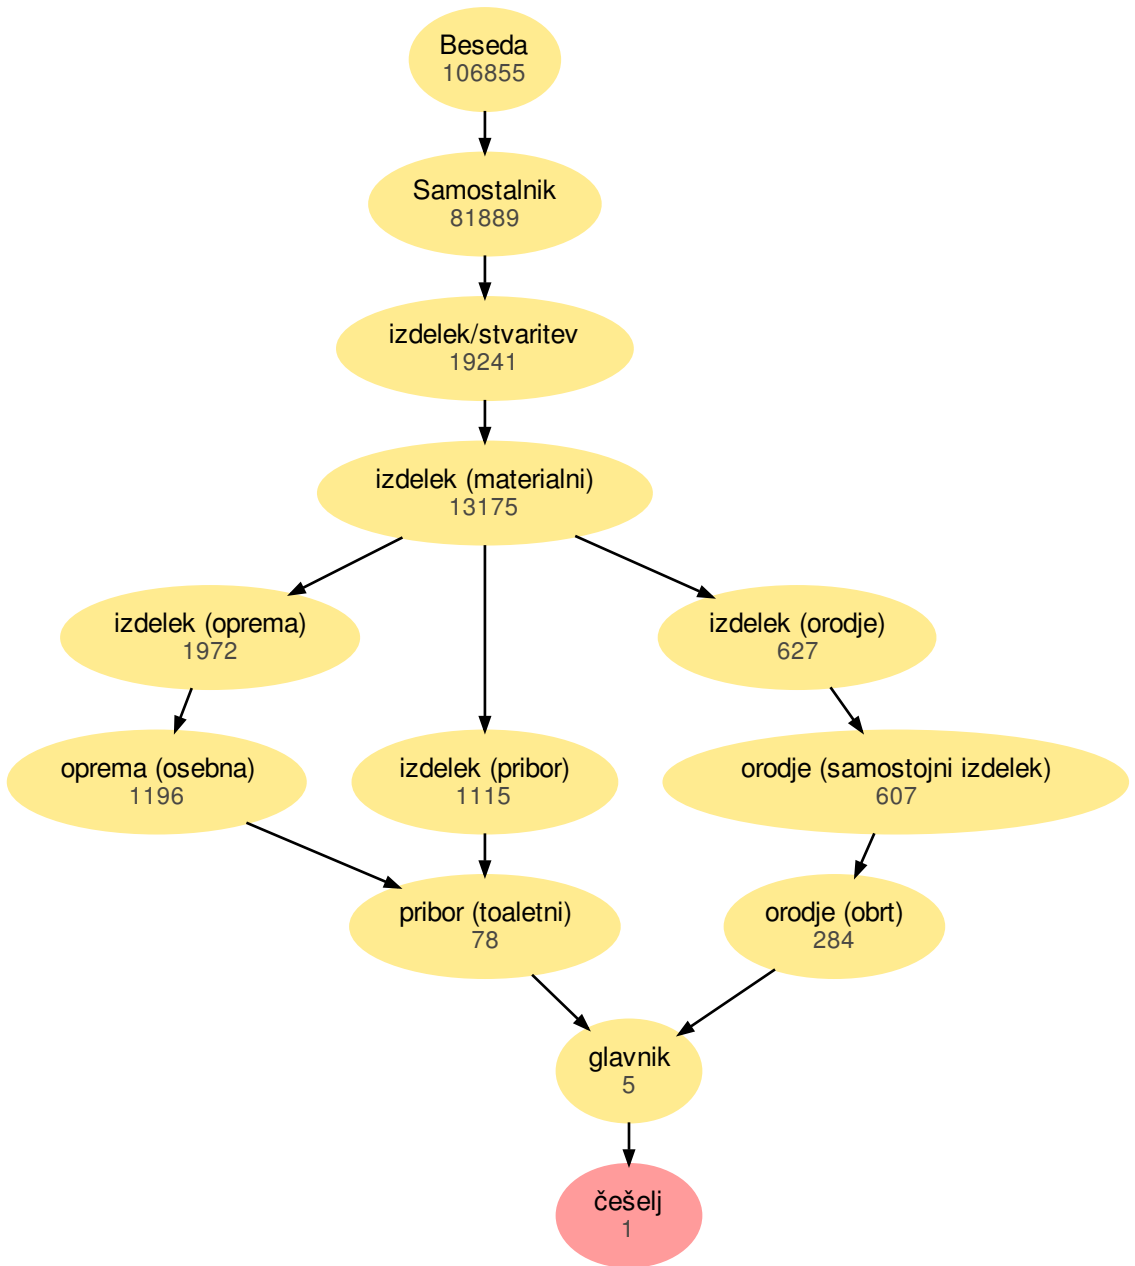 Beseda
106855
Samostalnik
81889
izdelek/stvaritev
19241
izdelek (materialni)
13175
izdelek (oprema)
1972
izdelek (orodje)
627
oprema (osebna)
1196
izdelek (pribor)
1115
orodje (samostojni izdelek)
607
pribor (toaletni)
78
orodje (obrt)
284
glavnik
5
češelj
1